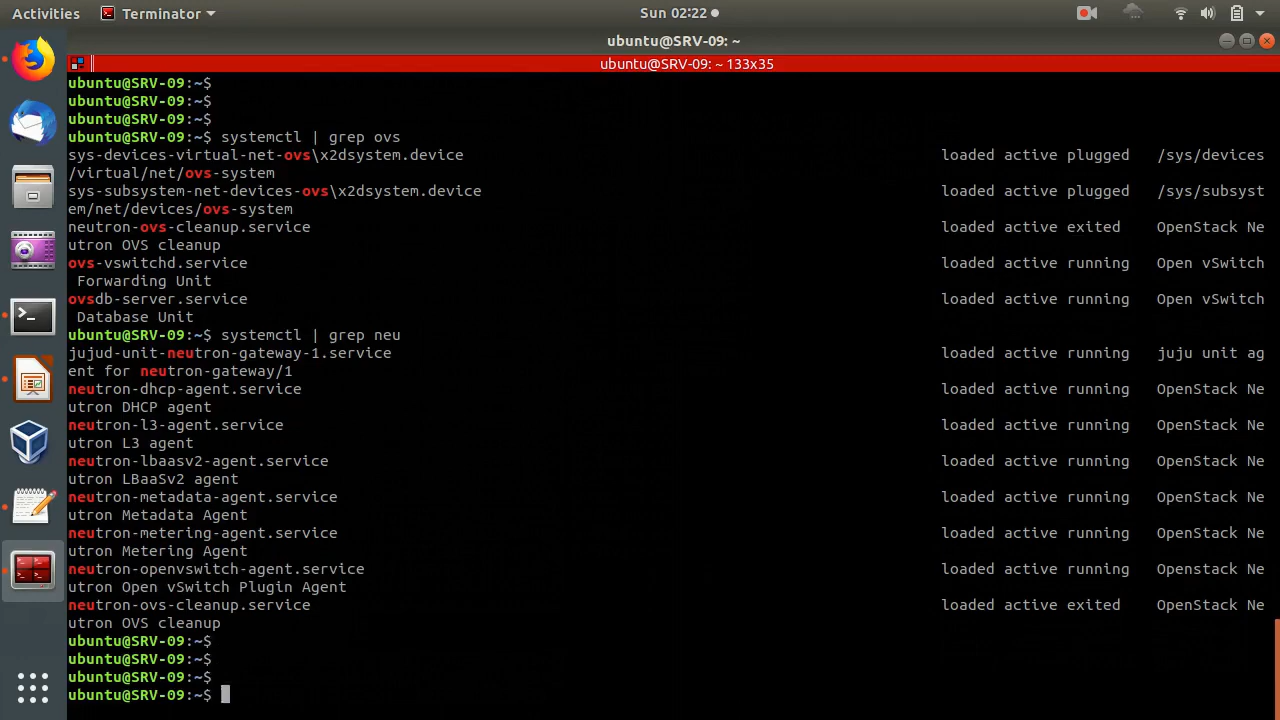 Activities Terminator Sun 02:22
ubuntu@SRV-09: ~
ubuntu@SRV-09: ~ 133x35
ubuntu@SRV-09:~$
ubuntu@SRV-09:~$
ubuntu@SRV-09:~$
ubuntu@SRV-09:~$ systemctl | grep ovs
sys-devices-virtual-net-ovs\x2dsystem.device loaded active plugged /sys/devices
/virtual/net/ovs-system
sys-subsystem-net-devices-ovs\x2dsystem.device loaded active plugged /sys/subsyst
em/net/devices/ovs-system
neutron-ovs-cleanup.service loaded active exited OpenStack Ne
utron OVS cleanup
ovs-vswitchd.service loaded active running Open vSwitch
Forwarding Unit
ovsdb-server.service loaded active running Open vSwitch
Database Unit
ubuntu@SRV-09:~$ systemctl | grep neu
jujud-unit-neutron-gateway-1.service loaded active running juju unit ag
ent for neutron-gateway/1
neutron-dhcp-agent.service loaded active running OpenStack Ne
utron DHCP agent
neutron-l3-agent.service loaded active running OpenStack Ne
utron L3 agent
neutron-lbaasv2-agent.service loaded active running OpenStack Ne
utron LBaaSv2 agent
neutron-metadata-agent.service loaded active running OpenStack Ne
utron Metadata Agent
neutron-metering-agent.service loaded active running OpenStack Ne
utron Metering Agent
neutron-openvswitch-agent.service loaded active running Openstack Ne
utron Open vSwitch Plugin Agent
neutron-ovs-cleanup.service loaded active exited OpenStack Ne
utron OVS cleanup
ubuntu@SRV-09:~$
ubuntu@SRV-09:~$
ubuntu@SRV-09:~$
ubuntu@SRV-09:~$